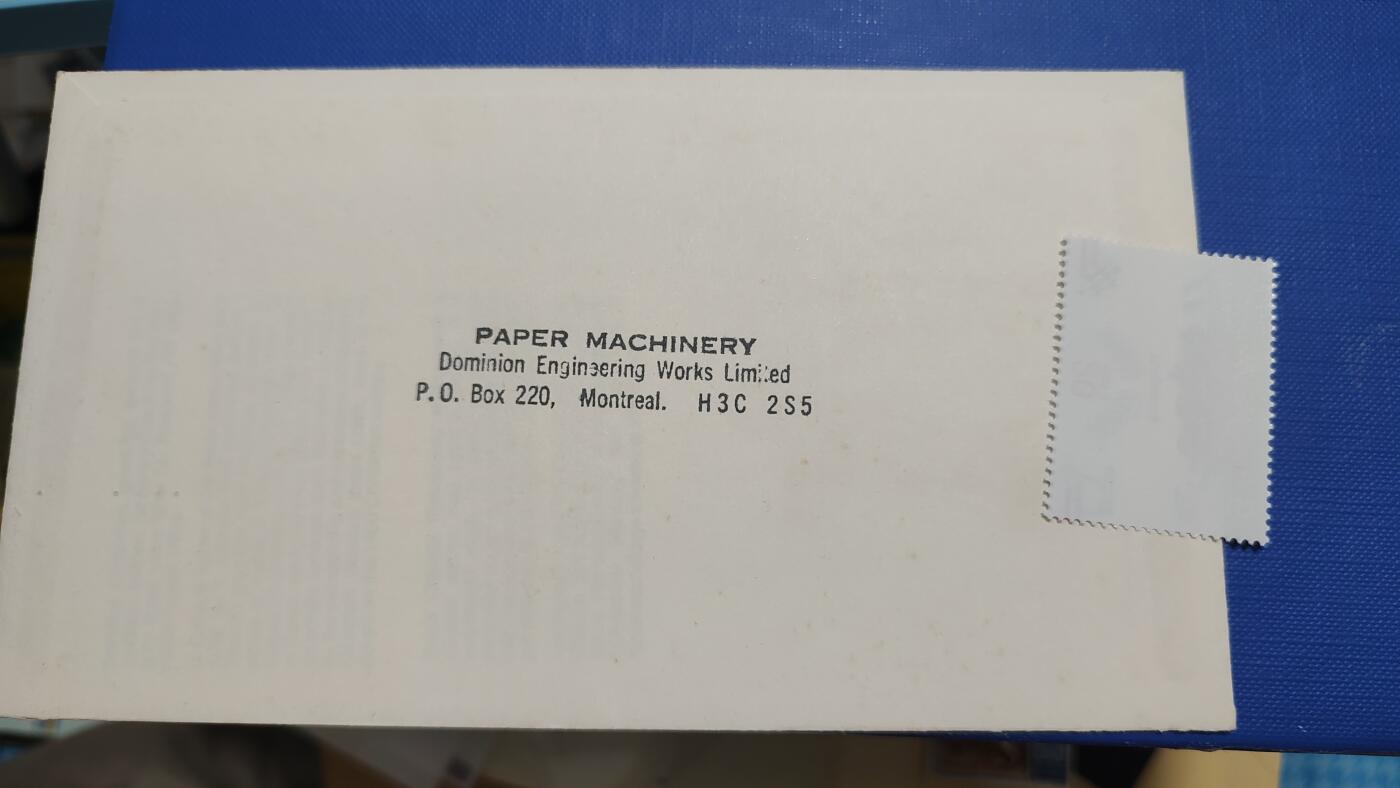 PAPER MACHINERY
Dominion Engineering Works Limited
P.O. Box 220, Montreal. H3C 2S5